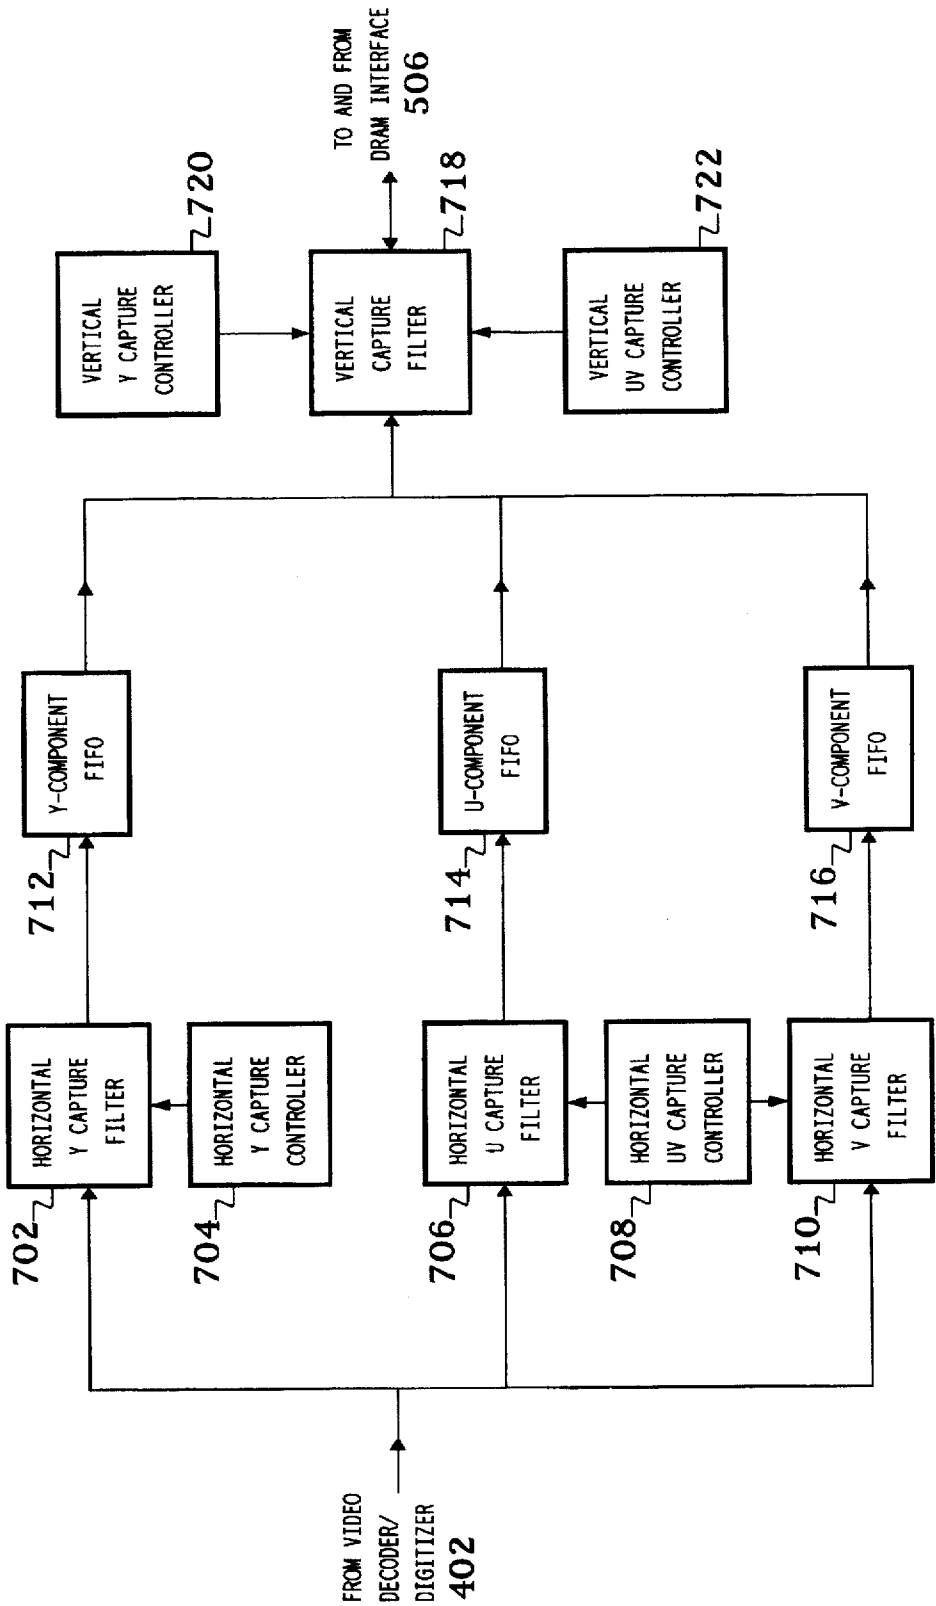 FROM VIDEO
DECODER/
DIGITIZER
402
702
HORIZONTAL
Y CAPTURE
FILTER
704
HORIZONTAL
Y CAPTURE
CONTROLLER
706
HORIZONTAL
U CAPTURE
FILTER
708
HORIZONTAL
UV CAPTURE
CONTROLLER
710
HORIZONTAL
V CAPTURE
FILTER
712
Y-COMPONENT
FIFO
714
U-COMPONENT
FIFO
716
V-COMPONENT
FIFO
VERTICAL
Y CAPTURE
CONTROLLER
720
VERTICAL
CAPTURE
FILTER
718
VERTICAL
UV CAPTURE
CONTROLLER
722
TO AND FROM
DRAM INTERFACE
506